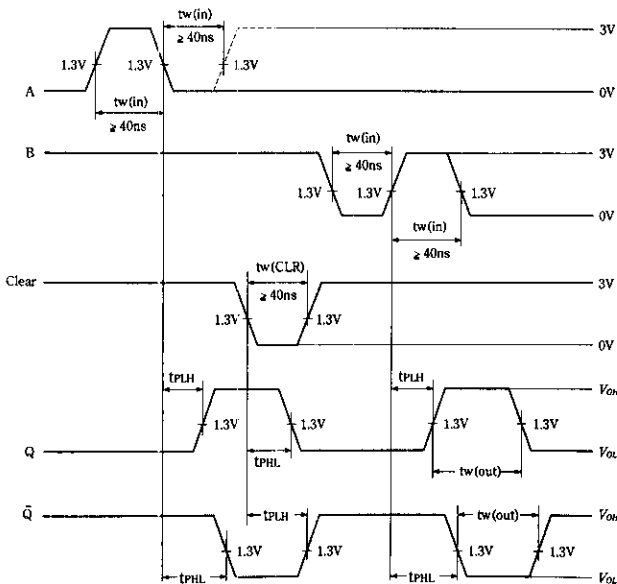 tw(in)
≧ 40ns
3V
1.3V 1.3V 1.3V
A 0V
tw(in)
≧ 40ns
B tw(in) 3V
≧ 40ns
1.3V 1.3V 1.3V
0V
tw(in)
≧ 40ns
Clear tw(CLR) 3V
≧ 40ns
1.3V 1.3V
0V
tPLH tPLH VOH
1.3V 1.3V 1.3V 1.3V
Q tPHL VOL
tw(out)
Q̄ tPLH tw(out) VOH
1.3V 1.3V 1.3V 1.3V
tPHL tPHL VOL